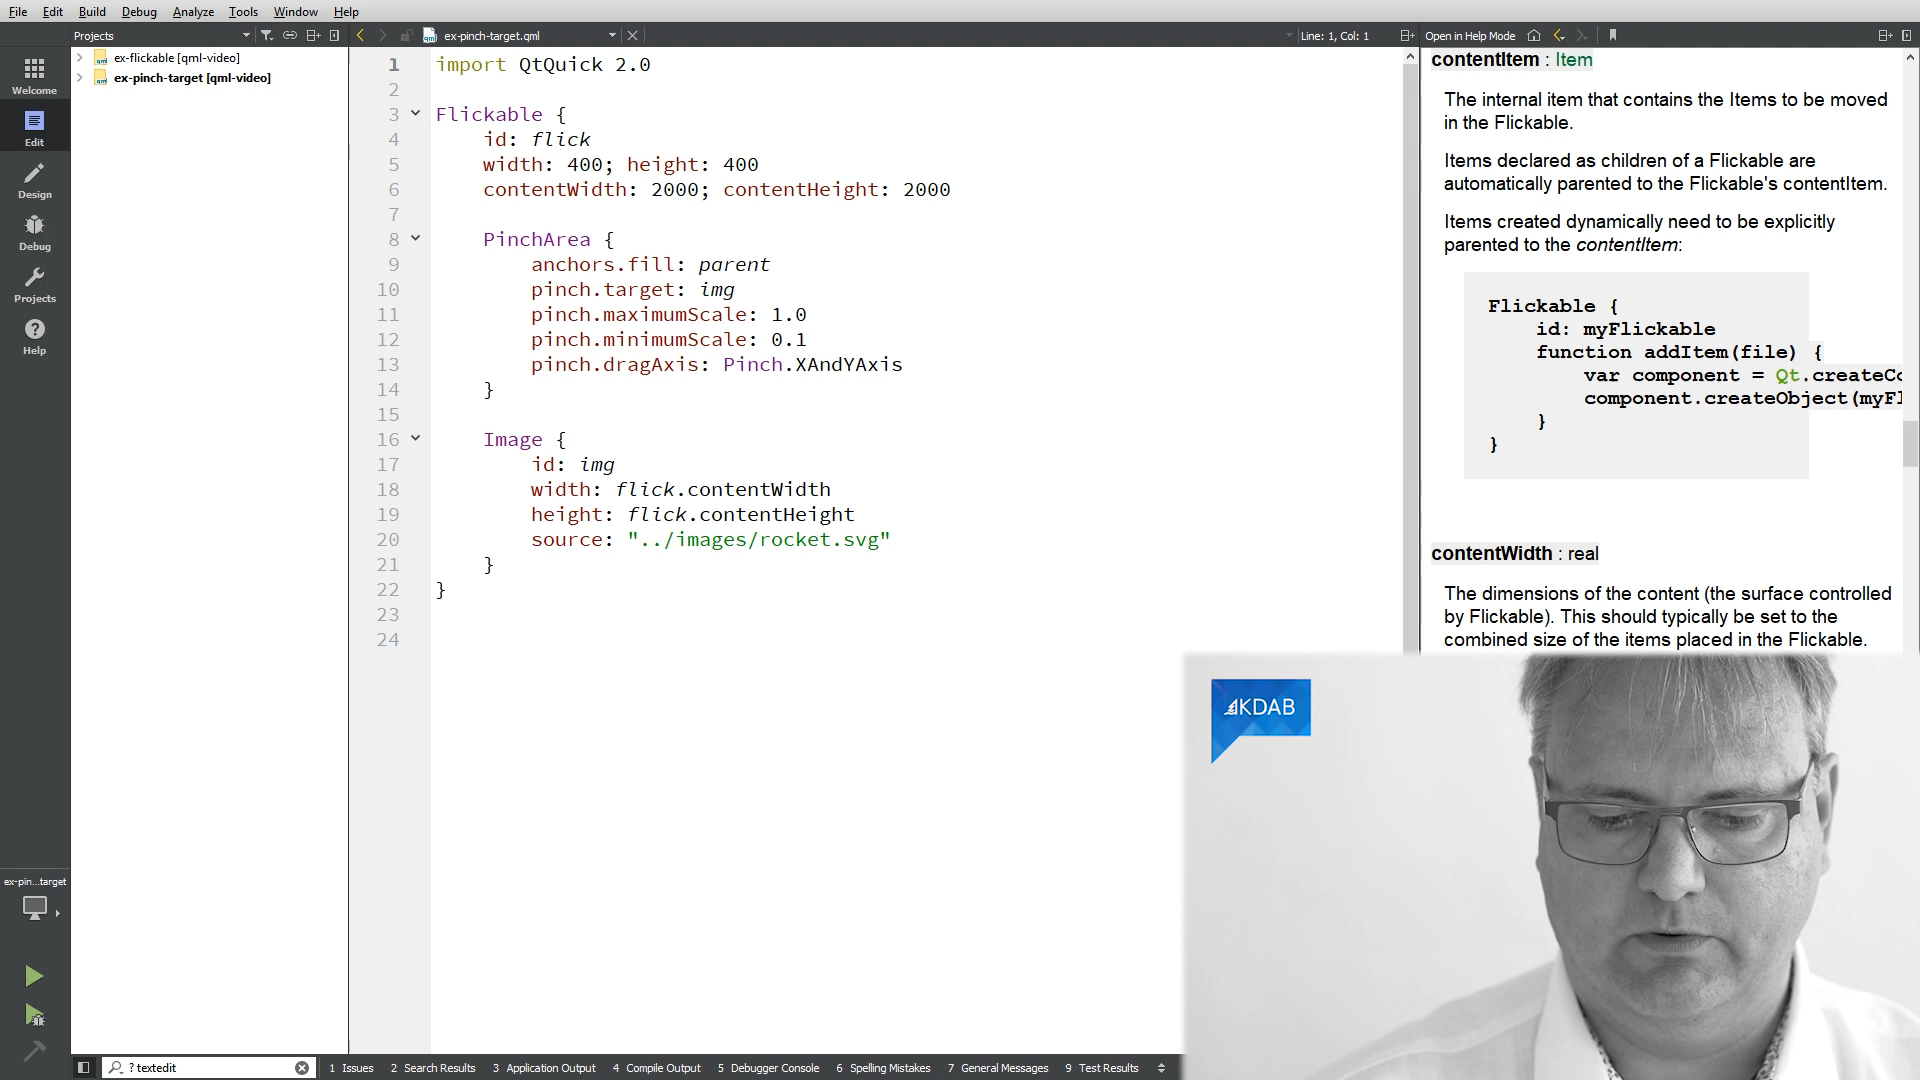 File Edit Build Debug Analyze Tools Window Help
Projects
ex-pinch-target.qml
Line: 1, Col: 1
Open in Help Mode
Welcome
Edit
Design
Debug
Projects
Help
ex-pin...target
ex-flickable [qml-video]
ex-pinch-target [qml-video]
1 import QtQuick 2.0
2
3 Flickable {
4 id: flick
5 width: 400; height: 400
6 contentWidth: 2000; contentHeight: 2000
7
8 PinchArea {
9 anchors.fill: parent
10 pinch.target: img
11 pinch.maximumScale: 1.0
12 pinch.minimumScale: 0.1
13 pinch.dragAxis: Pinch.XAndYAxis
14 }
15
16 Image {
17 id: img
18 width: flick.contentWidth
19 height: flick.contentHeight
20 source: "../images/rocket.svg"
21 }
22 }
23
24
contentItem : Item
The internal item that contains the Items to be moved
in the Flickable.
Items declared as children of a Flickable are
automatically parented to the Flickable's contentItem.
Items created dynamically need to be explicitly
parented to the contentItem:
Flickable {
id: myFlickable
function addItem(file) {
var component = Qt.createCo
component.createObject(myFl
}
}
contentWidth : real
The dimensions of the content (the surface controlled
by Flickable). This should typically be set to the
combined size of the items placed in the Flickable.
KDAB
? textedit
1 Issues 2 Search Results 3 Application Output 4 Compile Output 5 Debugger Console 6 Spelling Mistakes 7 General Messages 9 Test Results